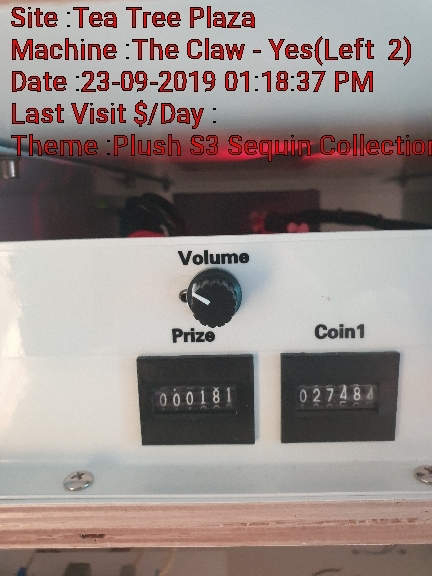 Site :Tea Tree Plaza
Machine :The Claw - Yes(Left  2)
Date :23-09-2019 01:18:37 PM
Last Visit $/Day :
Theme :Plush S3 Sequin Collection
Volume
Prize
Coin1
000181
027484